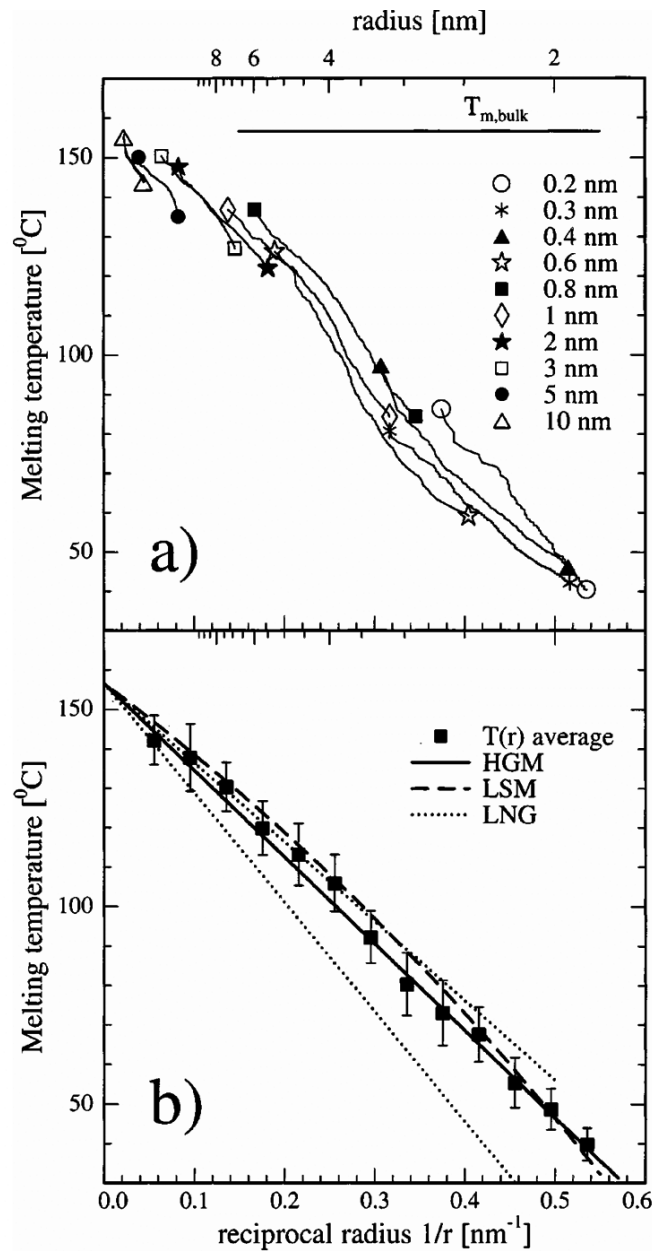 radius [nm]
8 6 4 2
T_m,bulk
150
100
50
Melting temperature [⁰C]
0.2 nm
0.3 nm
0.4 nm
0.6 nm
0.8 nm
1 nm
2 nm
3 nm
5 nm
10 nm
a)
150
100
50
Melting temperature [⁰C]
T(r) average
HGM
LSM
LNG
b)
0.0 0.1 0.2 0.3 0.4 0.5 0.6
reciprocal radius 1/r [nm⁻¹]